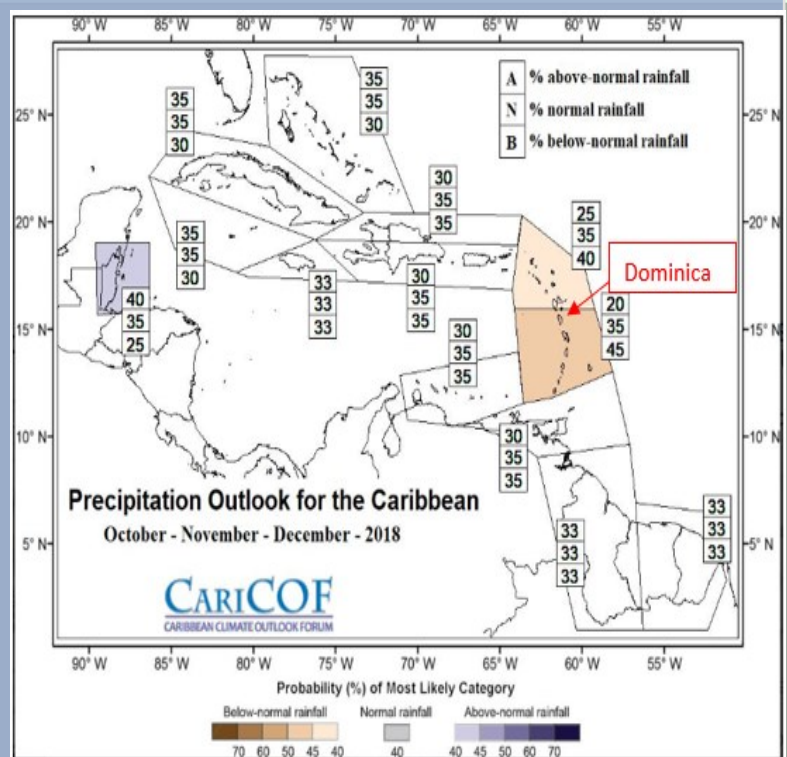 90° W 85° W 80° W 75° W 70° W 65° W 60° W 55° W
A % above-normal rainfall
N % normal rainfall
B % below-normal rainfall
25° N
20° N
15° N
10° N
5° N
35
35
30
35
35
30
30
35
35
25
35
40
Dominica
35
35
30
40
35
25
33
33
33
30
35
35
20
35
45
30
35
35
30
35
35
33
33
33
33
33
33
Precipitation Outlook for the Caribbean
October - November - December - 2018
CARICOF
CARIBBEAN CLIMATE OUTLOOK FORUM
90° W 85° W 80° W 75° W 70° W 65° W 60° W 55° W
Probability (%) of Most Likely Category
Below-normal rainfall Normal rainfall Above-normal rainfall
70 60 50 45 40 40 40 45 50 60 70